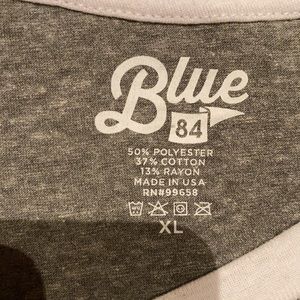 Blue
84
50% POLYESTER
37% COTTON
13% RAYON
MADE IN USA
RN#99658
XL